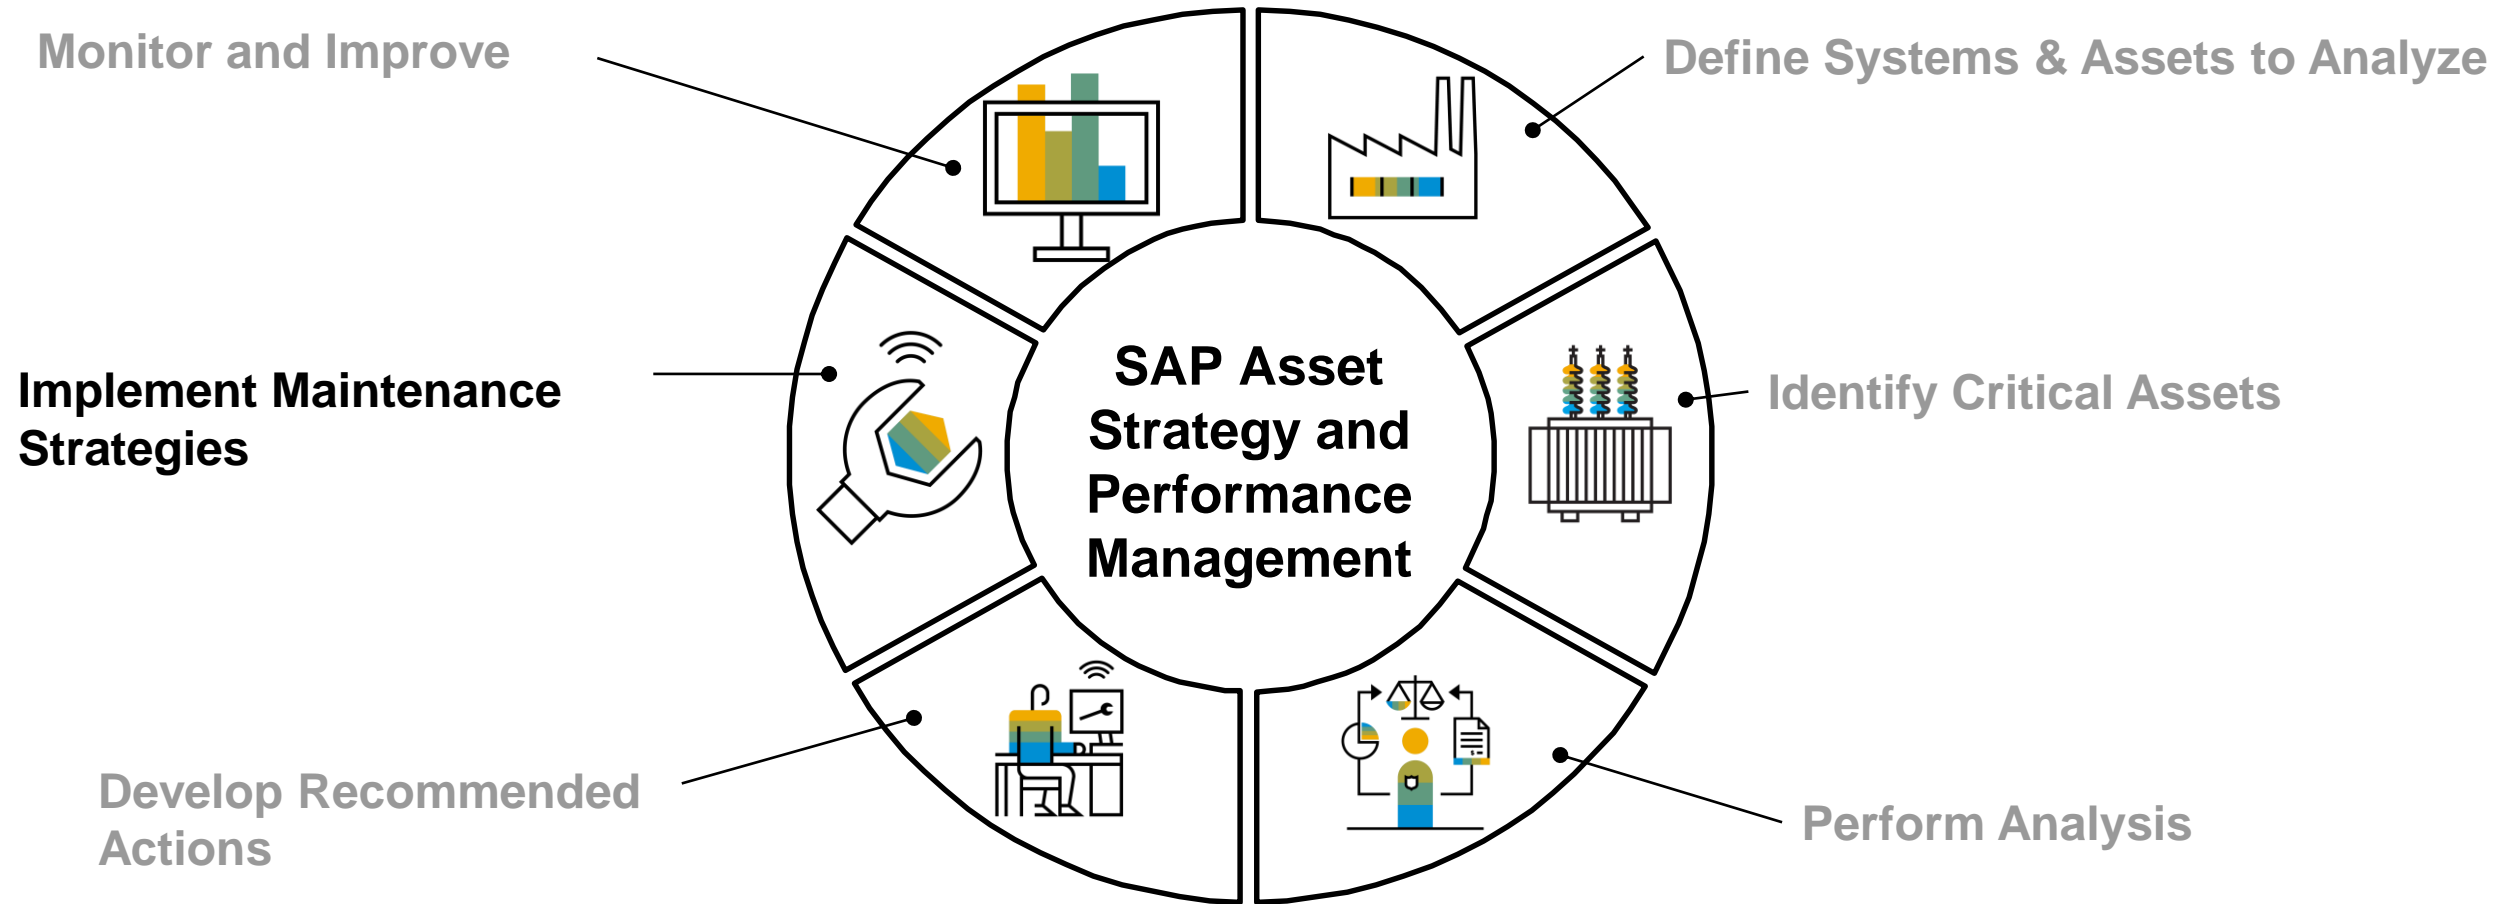 Monitor and Improve
Define Systems & Assets to Analyze
SAP Asset
Strategy and
Performance
Management
Implement Maintenance
Strategies
Identify Critical Assets
Develop Recommended
Actions
Perform Analysis